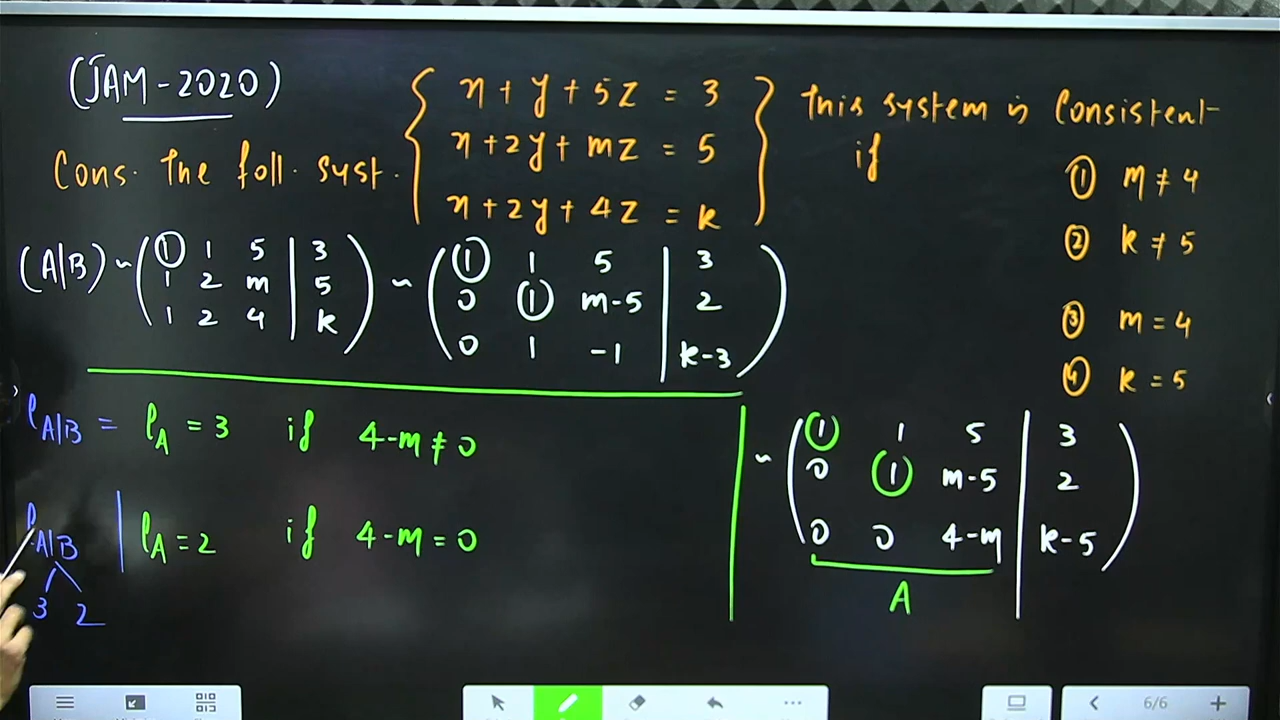 (JAM-2020)
Cons. the foll. syst. { x + y + 5z = 3
x + 2y + mz = 5
x + 2y + 4z = k } this system is consistent
if
① m ≠ 4
② k ≠ 5
③ m = 4
④ k = 5
(A|B) ~ ( 1 1 5 | 3
1 2 m | 5
1 2 4 | k )
~ ( 1 1 5 | 3
0 1 m-5 | 2
0 1 -1 | k-3 )
~ ( 1 1 5 | 3
0 1 m-5 | 2
0 0 4-m | k-5 )
A
ρA|B = ρA = 3 if 4-m ≠ 0
ρA|B | ρA = 2 if 4-m = 0
3 2
6/6